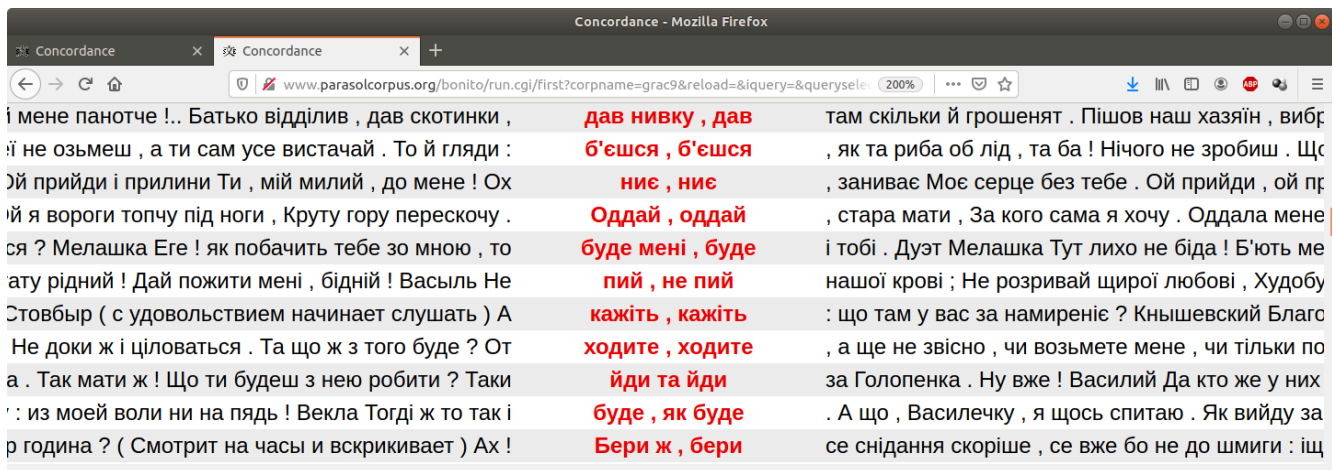 Concordance - Mozilla Firefox
Concordance × Concordance × +
www.parasolcorpus.org/bonito/run.cgi/first?corpname=grac9&reload=&iquery=&querysele 200%
ABP
мене панотче !.. Батько відділив , дав скотинки , дав нивку , дав там скільки й грошенят . Пішов наш хазяїн , вибр
ї не озьмеш , а ти сам усе вистачай . То й гляди : б'єшся , б'єшся , як та риба об лід , та ба ! Нічого не зробиш . Що
Ой прийди і прилини Ти , мій милий , до мене ! Ох ниє , ниє , заниває Моє серце без тебе . Ой прийди , ой пр
Ой я вороги топчу під ноги , Круту гору перескочу . Оддай , оддай , стара мати , За кого сама я хочу . Оддала мене
ся ? Мелашка Еге ! як побачить тебе зо мною , то буде мені , буде і тобі . Дуэт Мелашка Тут лихо не біда ! Б'ють ме
тату рідний ! Дай пожити мені , бідній ! Васыль Не пий , не пий нашої крові ; Не розривай щирої любові , Худобу
Стовбыр ( с удовольствием начинает слушать ) А кажіть , кажіть : що там у вас за намиреніє ? Кнышевский Благо
Не доки ж і ціловаться . Та що ж з того буде ? От ходите , ходите , а ще не звісно , чи возьмете мене , чи тільки по
а . Так мати ж ! Що ти будеш з нею робити ? Таки йди та йди за Голопенка . Ну вже ! Василий Да кто же у них
: из моей воли ни на пядь ! Векла Тогді ж то так і буде , як буде . А що , Василечку , я щось спитаю . Як вийду за
р година ? ( Смотрит на часы и вскрикивает ) Ах ! Бери ж , бери се снідання скоріше , се вже бо не до шмиги : іщ